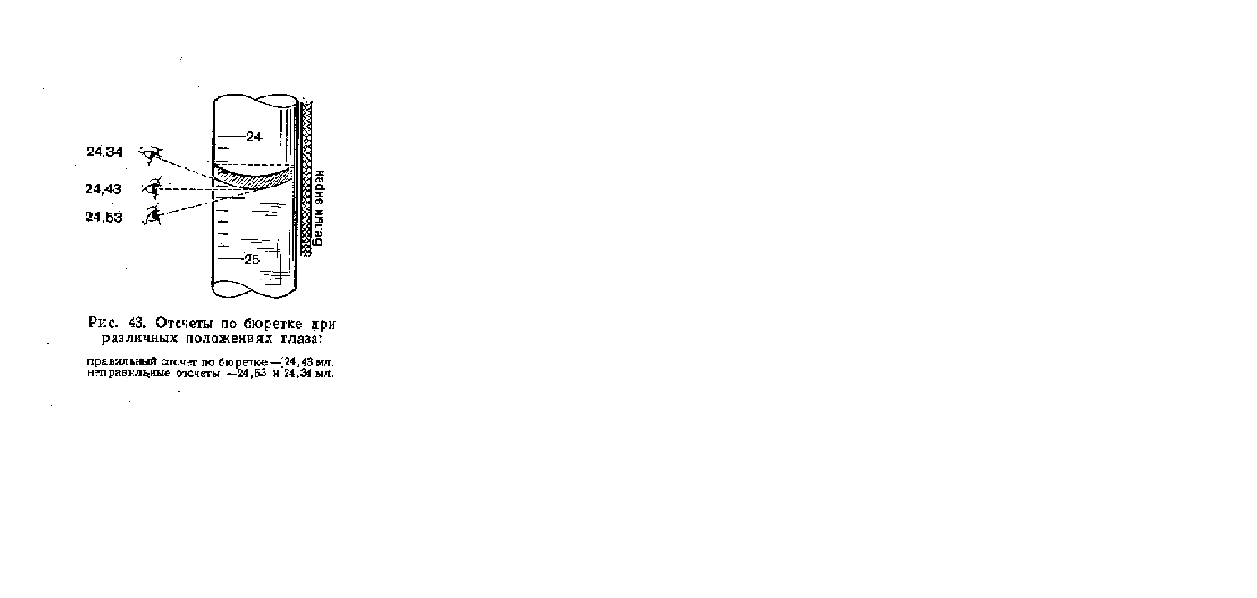 24
24,34
24,43
24,53
Белый экран
25
Рис. 43. Отсчеты по бюретке при
различных положениях глаза:
правильный отсчет по бюретке—24,43 мл.
неправильные отсчеты —24,53 и 24,34 мл.